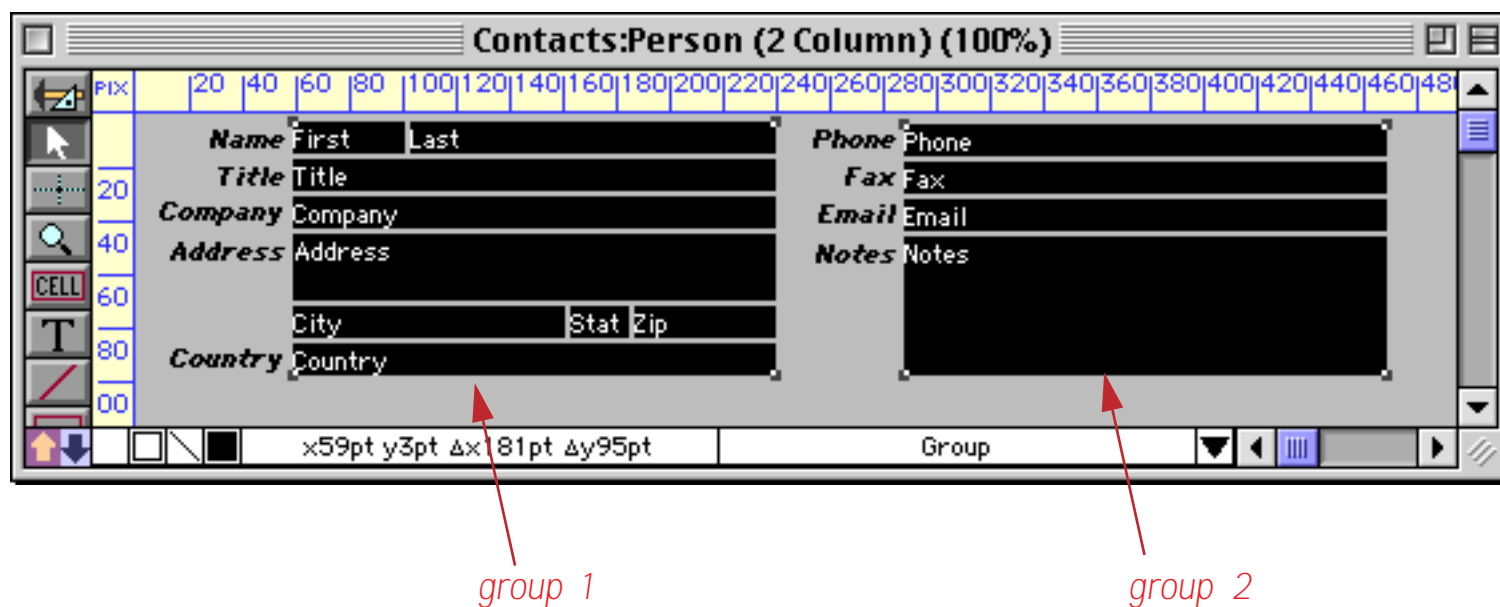 Contacts:Person (2 Column) (100%)
PIX 20 40 60 80 100 120 140 160 180 200 220 240 260 280 300 320 340 360 380 400 420 440 460 48
Name First Last Phone Phone
20 Title Title Fax Fax
Company Company Email Email
40 Address Address Notes Notes
CELL
60
T City Stat Zip
80 Country Country
00
x59pt y3pt Δx181pt Δy95pt Group
group 1 group 2